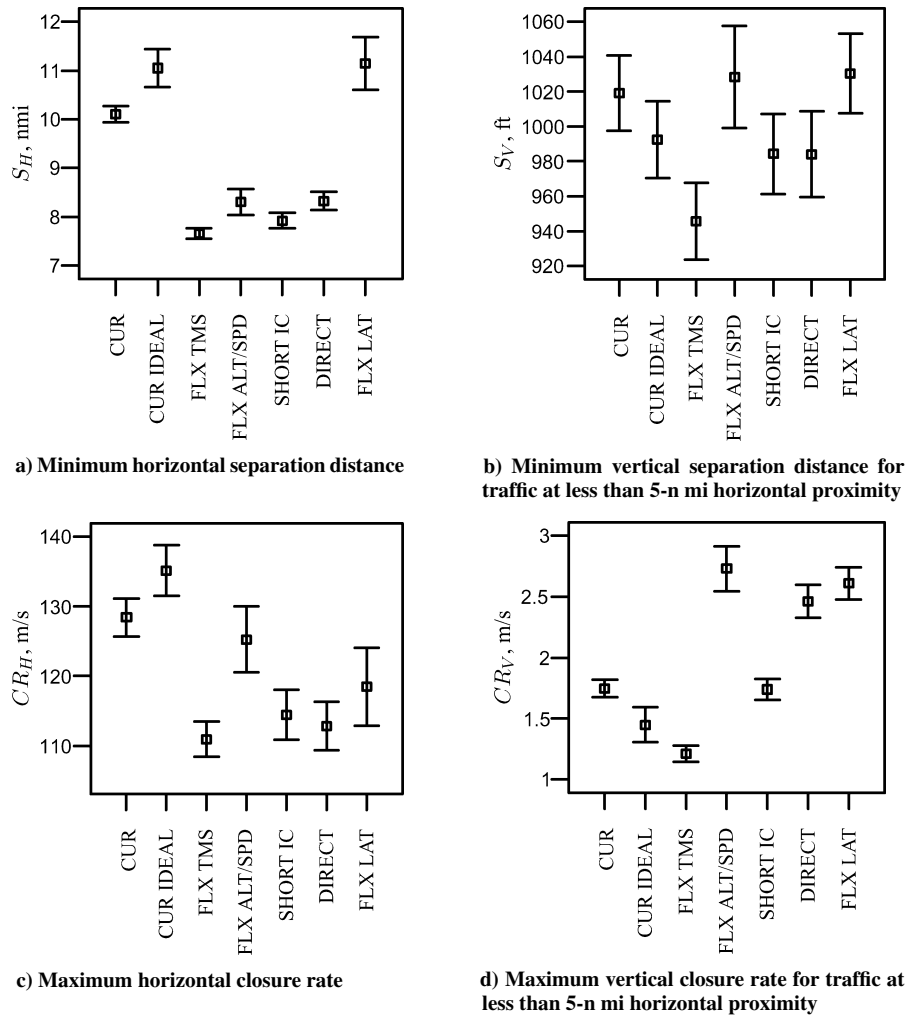 12
11
10
9
8
7
S_H, nmi
CUR
CUR IDEAL
FLX TMS
FLX ALT/SPD
SHORT IC
DIRECT
FLX LAT
a) Minimum horizontal separation distance
1060
1040
1020
1000
980
960
940
920
S_V, ft
CUR
CUR IDEAL
FLX TMS
FLX ALT/SPD
SHORT IC
DIRECT
FLX LAT
b) Minimum vertical separation distance for
traffic at less than 5-n mi horizontal proximity
140
130
120
110
CR_H, m/s
CUR
CUR IDEAL
FLX TMS
FLX ALT/SPD
SHORT IC
DIRECT
FLX LAT
c) Maximum horizontal closure rate
3
2.5
2
1.5
1
CR_V, m/s
CUR
CUR IDEAL
FLX TMS
FLX ALT/SPD
SHORT IC
DIRECT
FLX LAT
d) Maximum vertical closure rate for traffic at
less than 5-n mi horizontal proximity